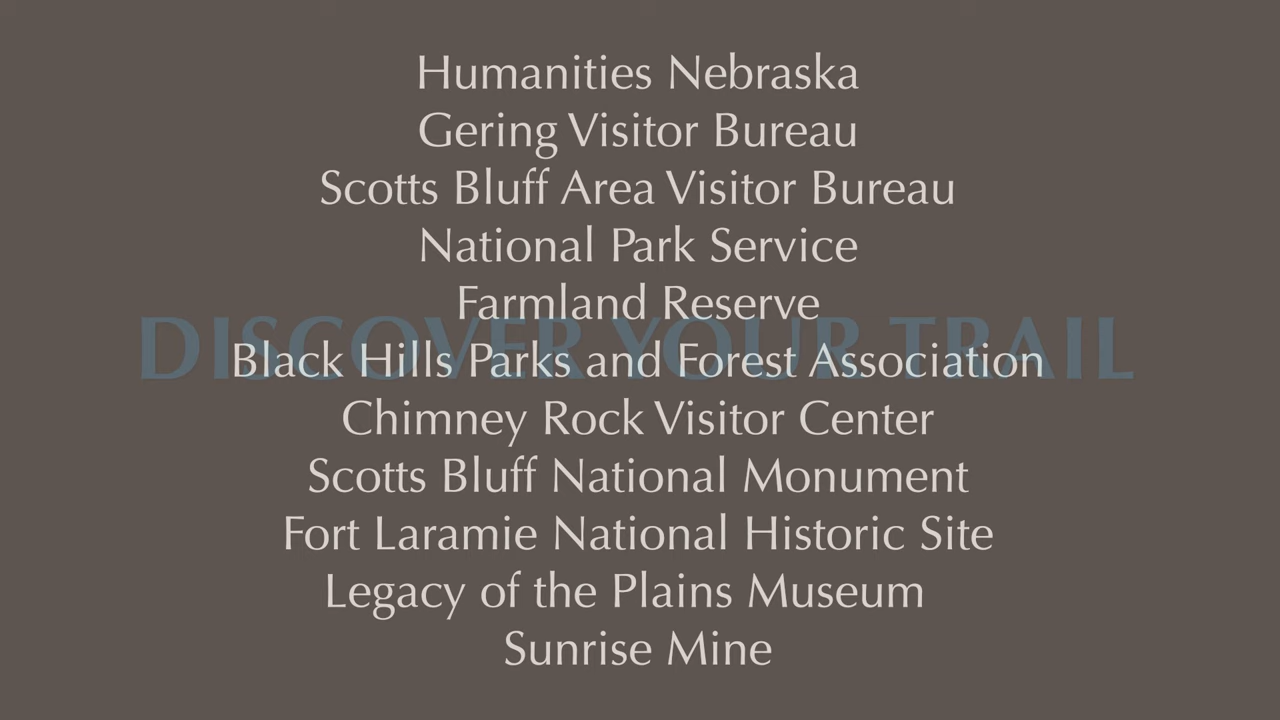 Humanities Nebraska
Gering Visitor Bureau
Scotts Bluff Area Visitor Bureau
National Park Service
Farmland Reserve
DISCOVER YOUR TRAIL
Black Hills Parks and Forest Association
Chimney Rock Visitor Center
Scotts Bluff National Monument
Fort Laramie National Historic Site
Legacy of the Plains Museum
Sunrise Mine